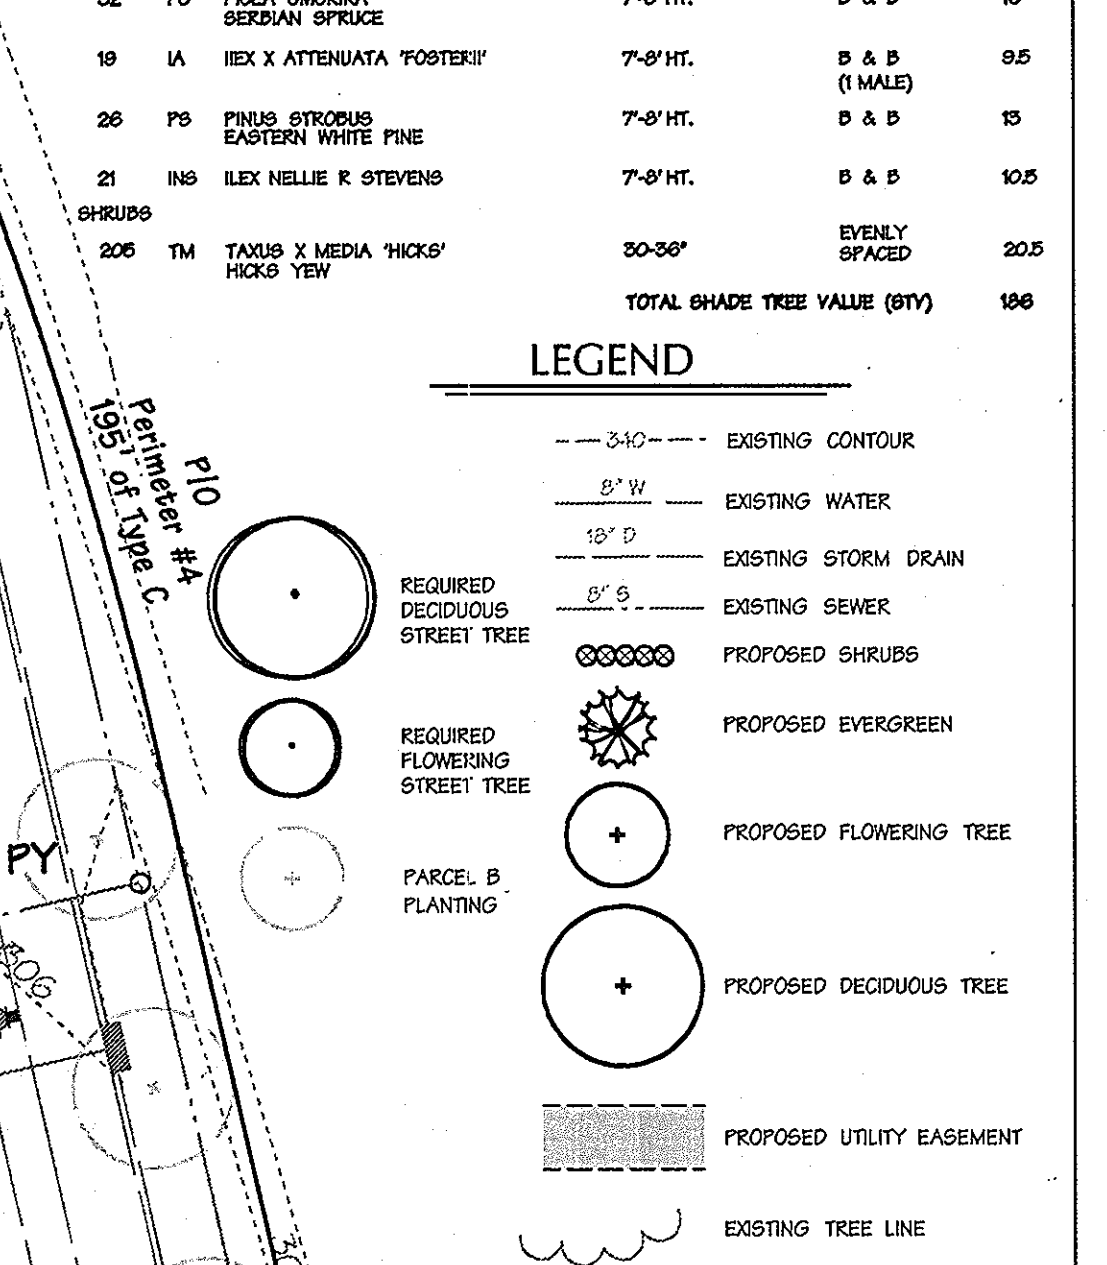 SERBIAN SPRUCE
19 IA IIEX X ATTENUATA 'FOSTERII' 7'-8' HT. B & B 9.5
(1 MALE)
26 PS PINUS STROBUS 7'-8' HT. B & B 13
EASTERN WHITE PINE
21 INS ILEX NELLIE R STEVENS 7'-8' HT. B & B 10.5
SHRUBS
205 TM TAXUS X MEDIA 'HICKS' 30-36" EVENLY SPACED 20.5
HICKS YEW
TOTAL SHADE TREE VALUE (STV) 186
LEGEND
340 EXISTING CONTOUR
8" W EXISTING WATER
18" D EXISTING STORM DRAIN
8" S EXISTING SEWER
PROPOSED SHRUBS
PROPOSED EVERGREEN
PROPOSED FLOWERING TREE
PROPOSED DECIDUOUS TREE
PROPOSED UTILITY EASEMENT
EXISTING TREE LINE
REQUIRED
DECIDUOUS
STREET TREE
REQUIRED
FLOWERING
STREET TREE
PARCEL B
PLANTING
P/O
Perimeter #4
195' of Type C
PY